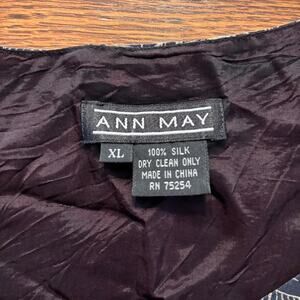 ANN MAY
XL
100% SILK
DRY CLEAN ONLY
MADE IN CHINA
RN 75254